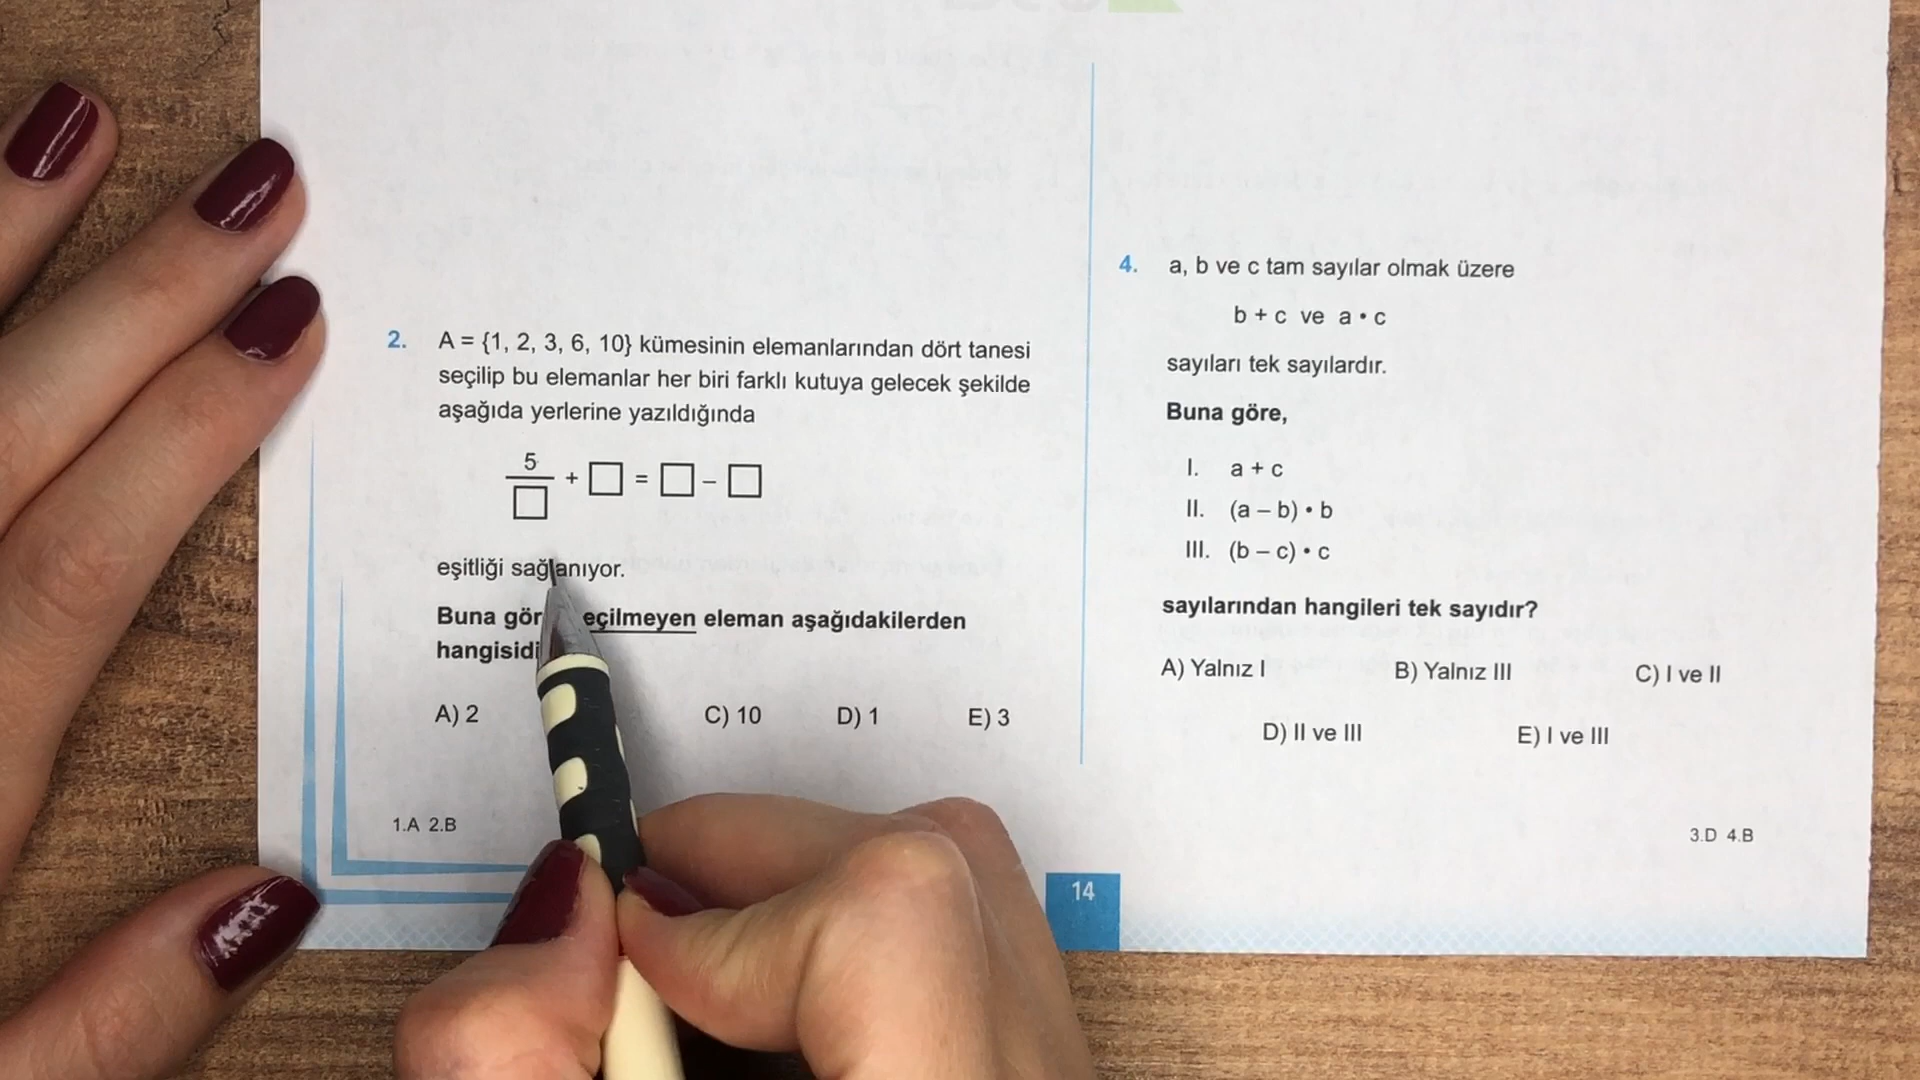 2. A = {1, 2, 3, 6, 10} kümesinin elemanlarından dört tanesi
seçilip bu elemanlar her biri farklı kutuya gelecek şekilde
aşağıda yerlerine yazıldığında
5/□ + □ = □ – □
eşitliği sağlanıyor.
Buna eleman aşağıdakilerden
A) 2 C) 10 D) 1 E) 3
1.A 2.B
4. a, b ve c tam sayılar olmak üzere
b + c ve a • c
sayıları tek sayılardır.
Buna göre,
I. a + c
II. (a – b) • b
III. (b – c) • c
sayılarından hangileri tek sayıdır?
A) Yalnız I B) Yalnız III C) I ve II
D) II ve III E) I ve III
3.D 4.B
14